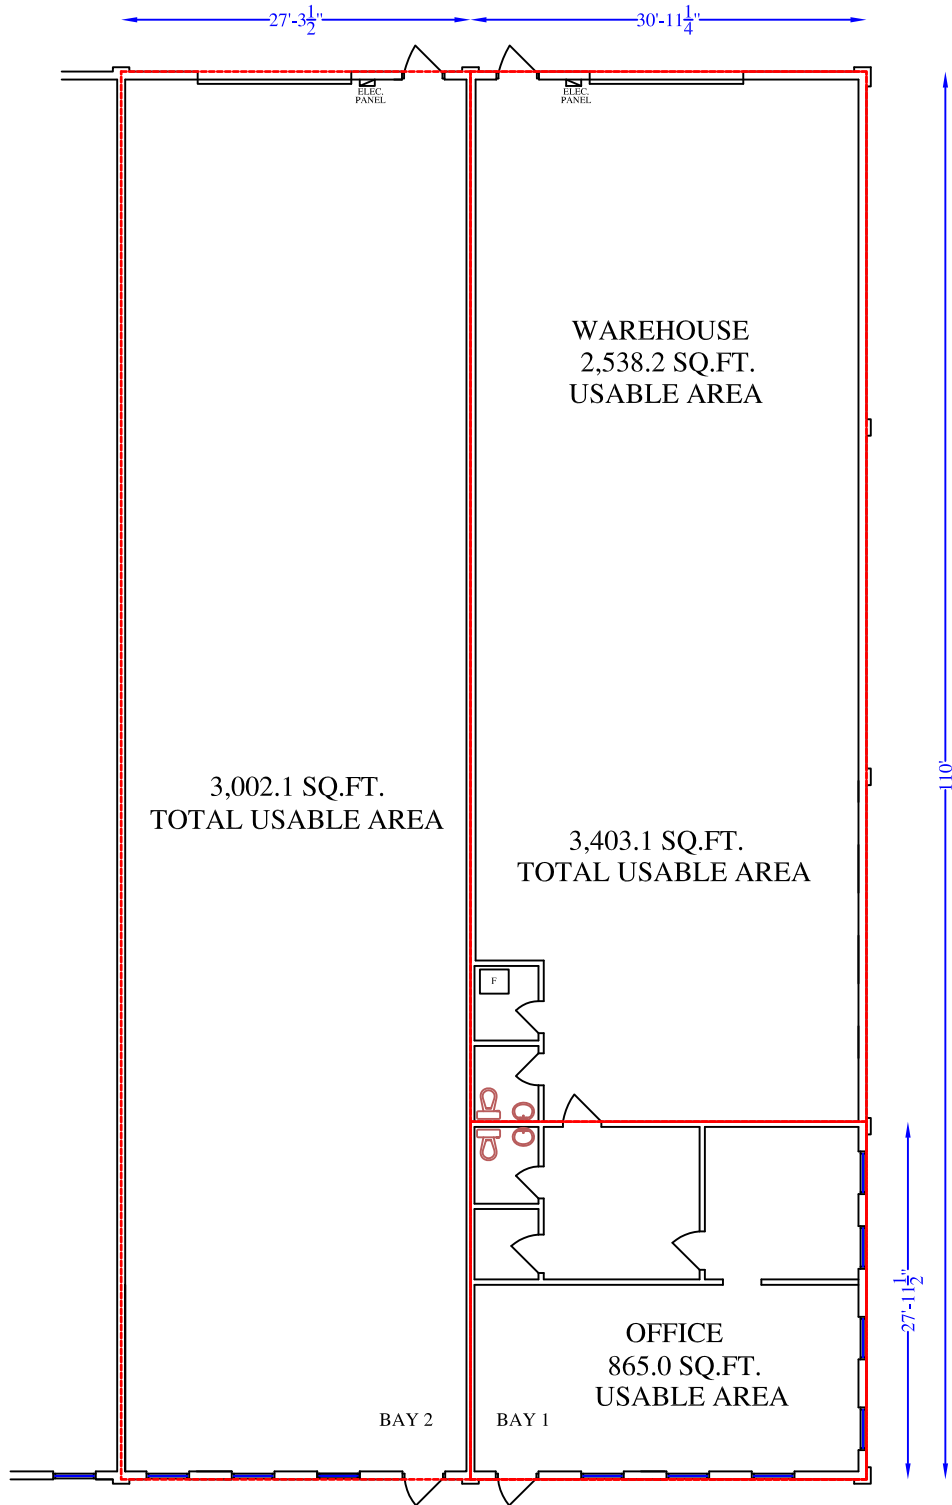 27'-3 1/2"
30'-11 1/4"
ELEC.
PANEL
ELEC.
PANEL
WAREHOUSE
2,538.2 SQ.FT.
USABLE AREA
110'
3,002.1 SQ.FT.
TOTAL USABLE AREA
3,403.1 SQ.FT.
TOTAL USABLE AREA
F
27'-11 1/2"
OFFICE
865.0 SQ.FT.
USABLE AREA
BAY 2
BAY 1